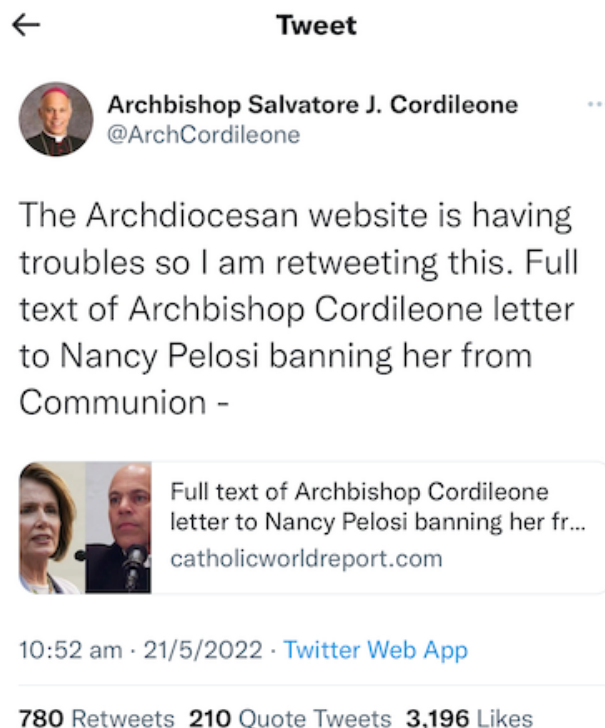 Tweet
Archbishop Salvatore J. Cordileone
@ArchCordileone
The Archdiocesan website is having
troubles so I am retweeting this. Full
text of Archbishop Cordileone letter
to Nancy Pelosi banning her from
Communion -
Full text of Archbishop Cordileone
letter to Nancy Pelosi banning her fr...
catholicworldreport.com
10:52 am · 21/5/2022 · Twitter Web App
780 Retweets 210 Quote Tweets 3,196 Likes